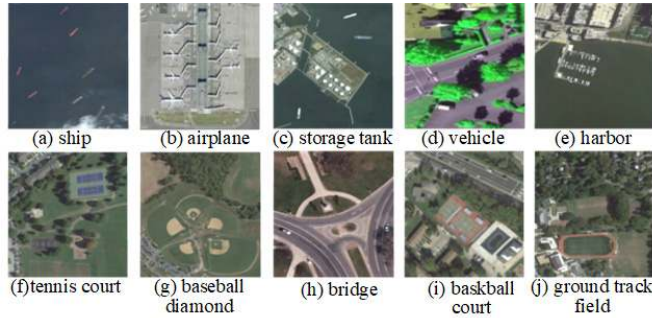 (a) ship (b) airplane (c) storage tank (d) vehicle (e) harbor
(f)tennis court (g) baseball diamond (h) bridge (i) baskball court (j) ground track field